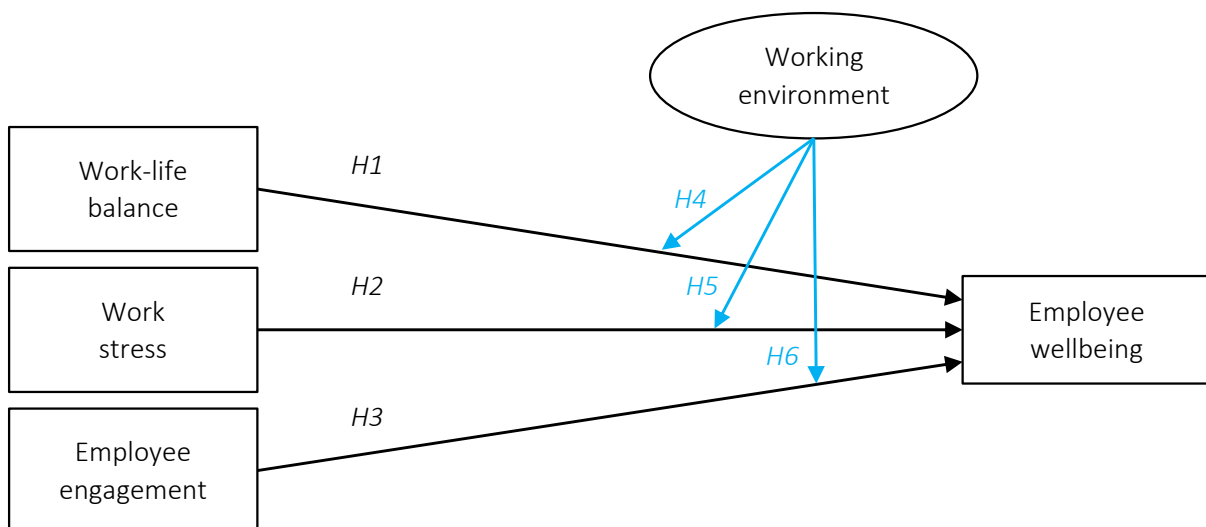 Working
environment
Work-life
balance
H1
H4
H2
H5
Work
stress
Employee
wellbeing
H6
H3
Employee
engagement